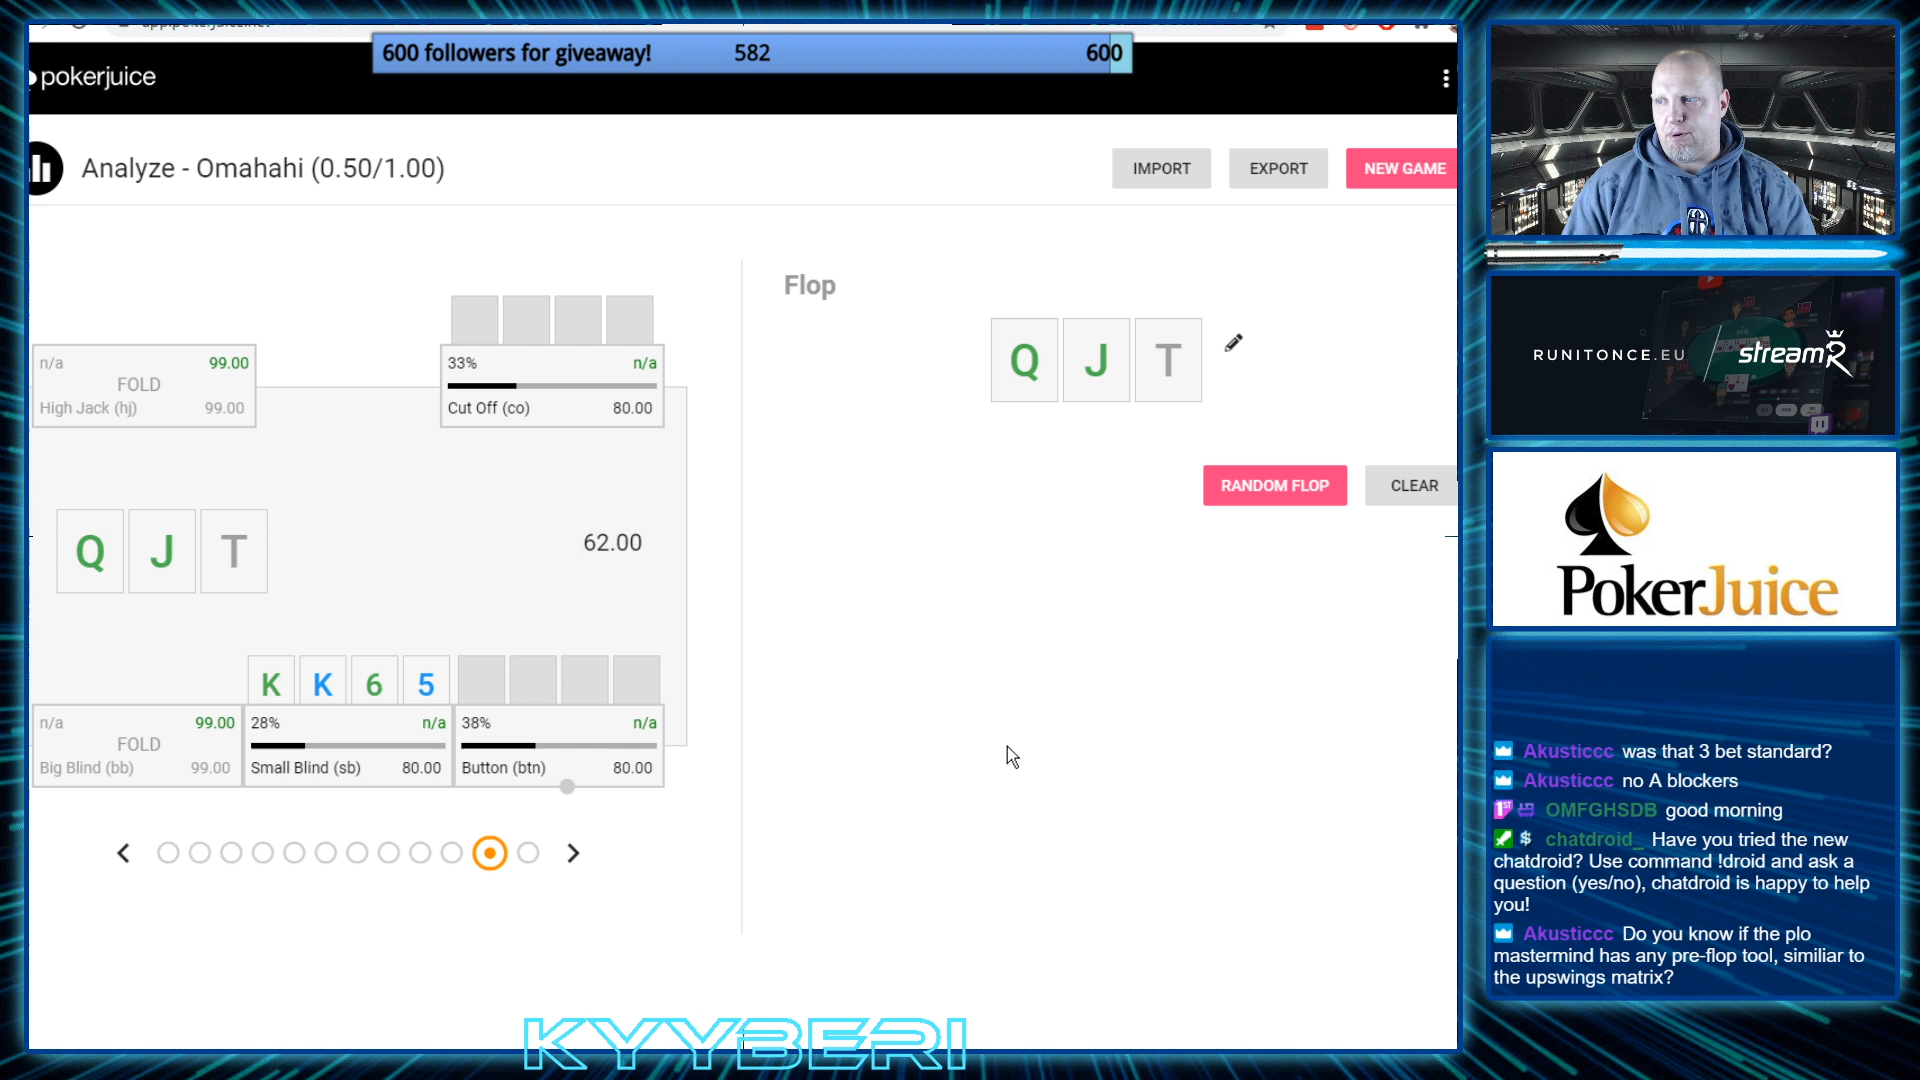 600 followers for giveaway! 582 600
pokerjuice
Analyze - Omahahi (0.50/1.00)
IMPORT
EXPORT
NEW GAME
Flop
Q J T
RANDOM FLOP
CLEAR
n/a 99.00
FOLD
High Jack (hj) 99.00
33% n/a
Cut Off (co) 80.00
Q J T
62.00
K K 6 5
n/a 99.00
FOLD
Big Blind (bb) 99.00
28% n/a
Small Blind (sb) 80.00
38% n/a
Button (btn) 80.00
KYYBERI
RUNITONCE.EU
streamR
PokerJuice
Akusticcc was that 3 bet standard?
Akusticcc no A blockers
1ST OMFGHSDB good morning
$ chatdroid_ Have you tried the new
chatdroid? Use command !droid and ask a
question (yes/no), chatdroid is happy to help
you!
Akusticcc Do you know if the plo
mastermind has any pre-flop tool, similiar to
the upswings matrix?